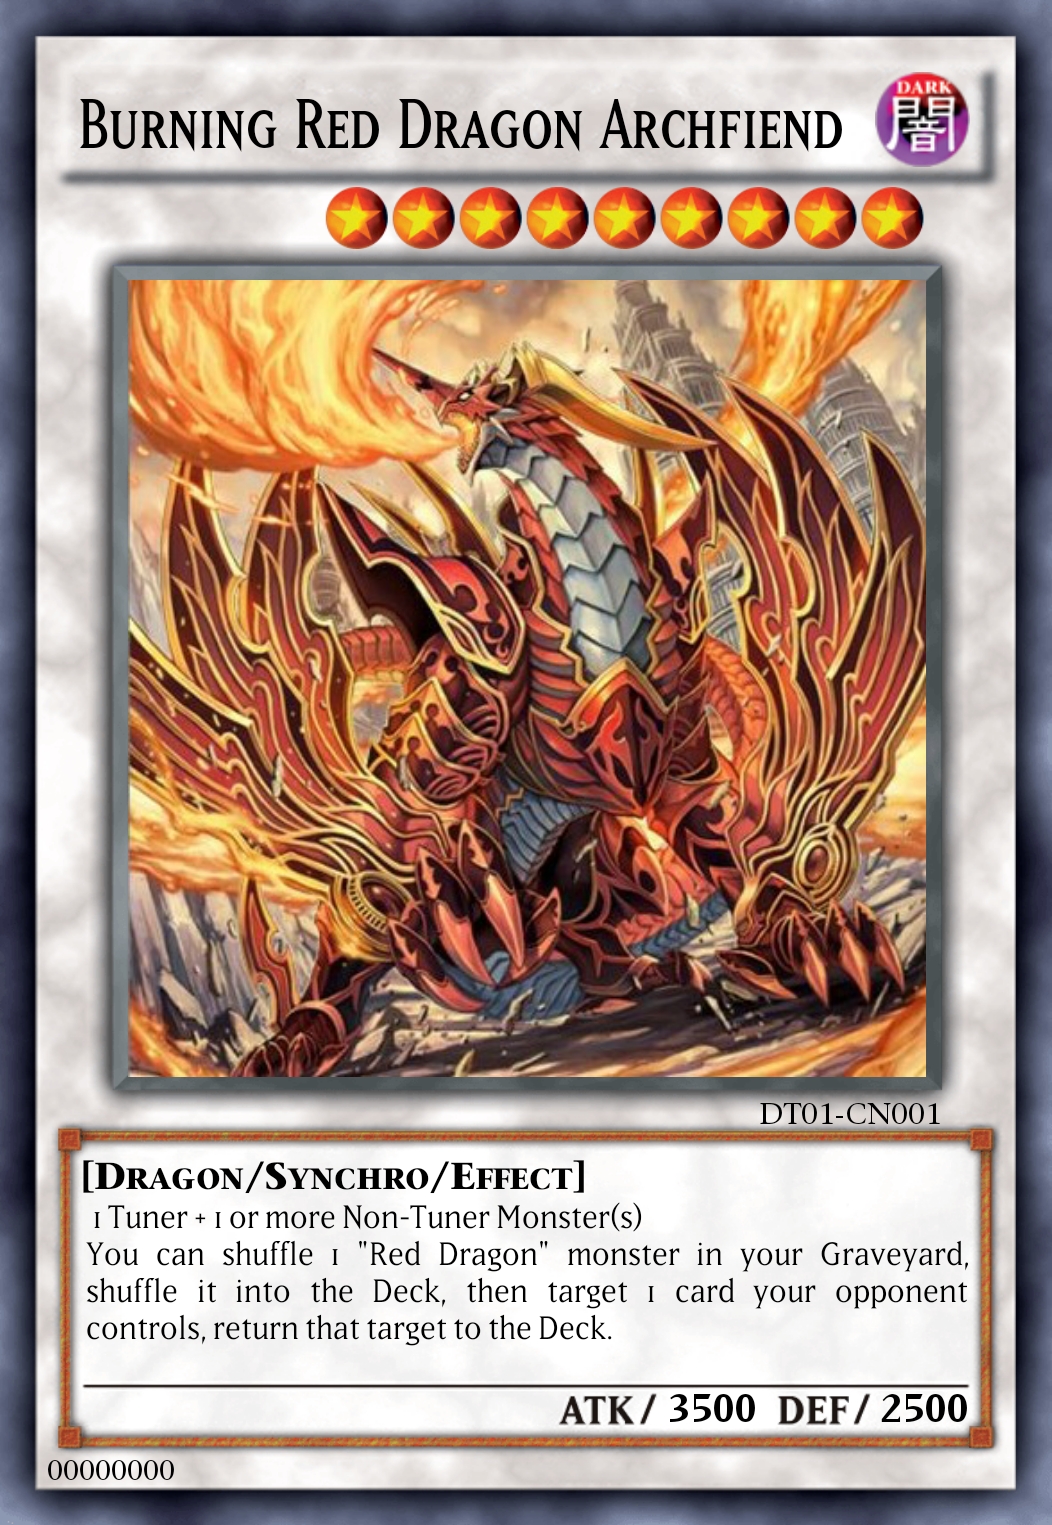 Burning Red Dragon Archfiend
DARK
闇
DT01-CN001
[Dragon/Synchro/Effect]
1 Tuner + 1 or more Non-Tuner Monster(s)
You can shuffle 1 "Red Dragon" monster in your Graveyard,
shuffle it into the Deck, then target 1 card your opponent
controls, return that target to the Deck.
ATK/ 3500 DEF/ 2500
00000000